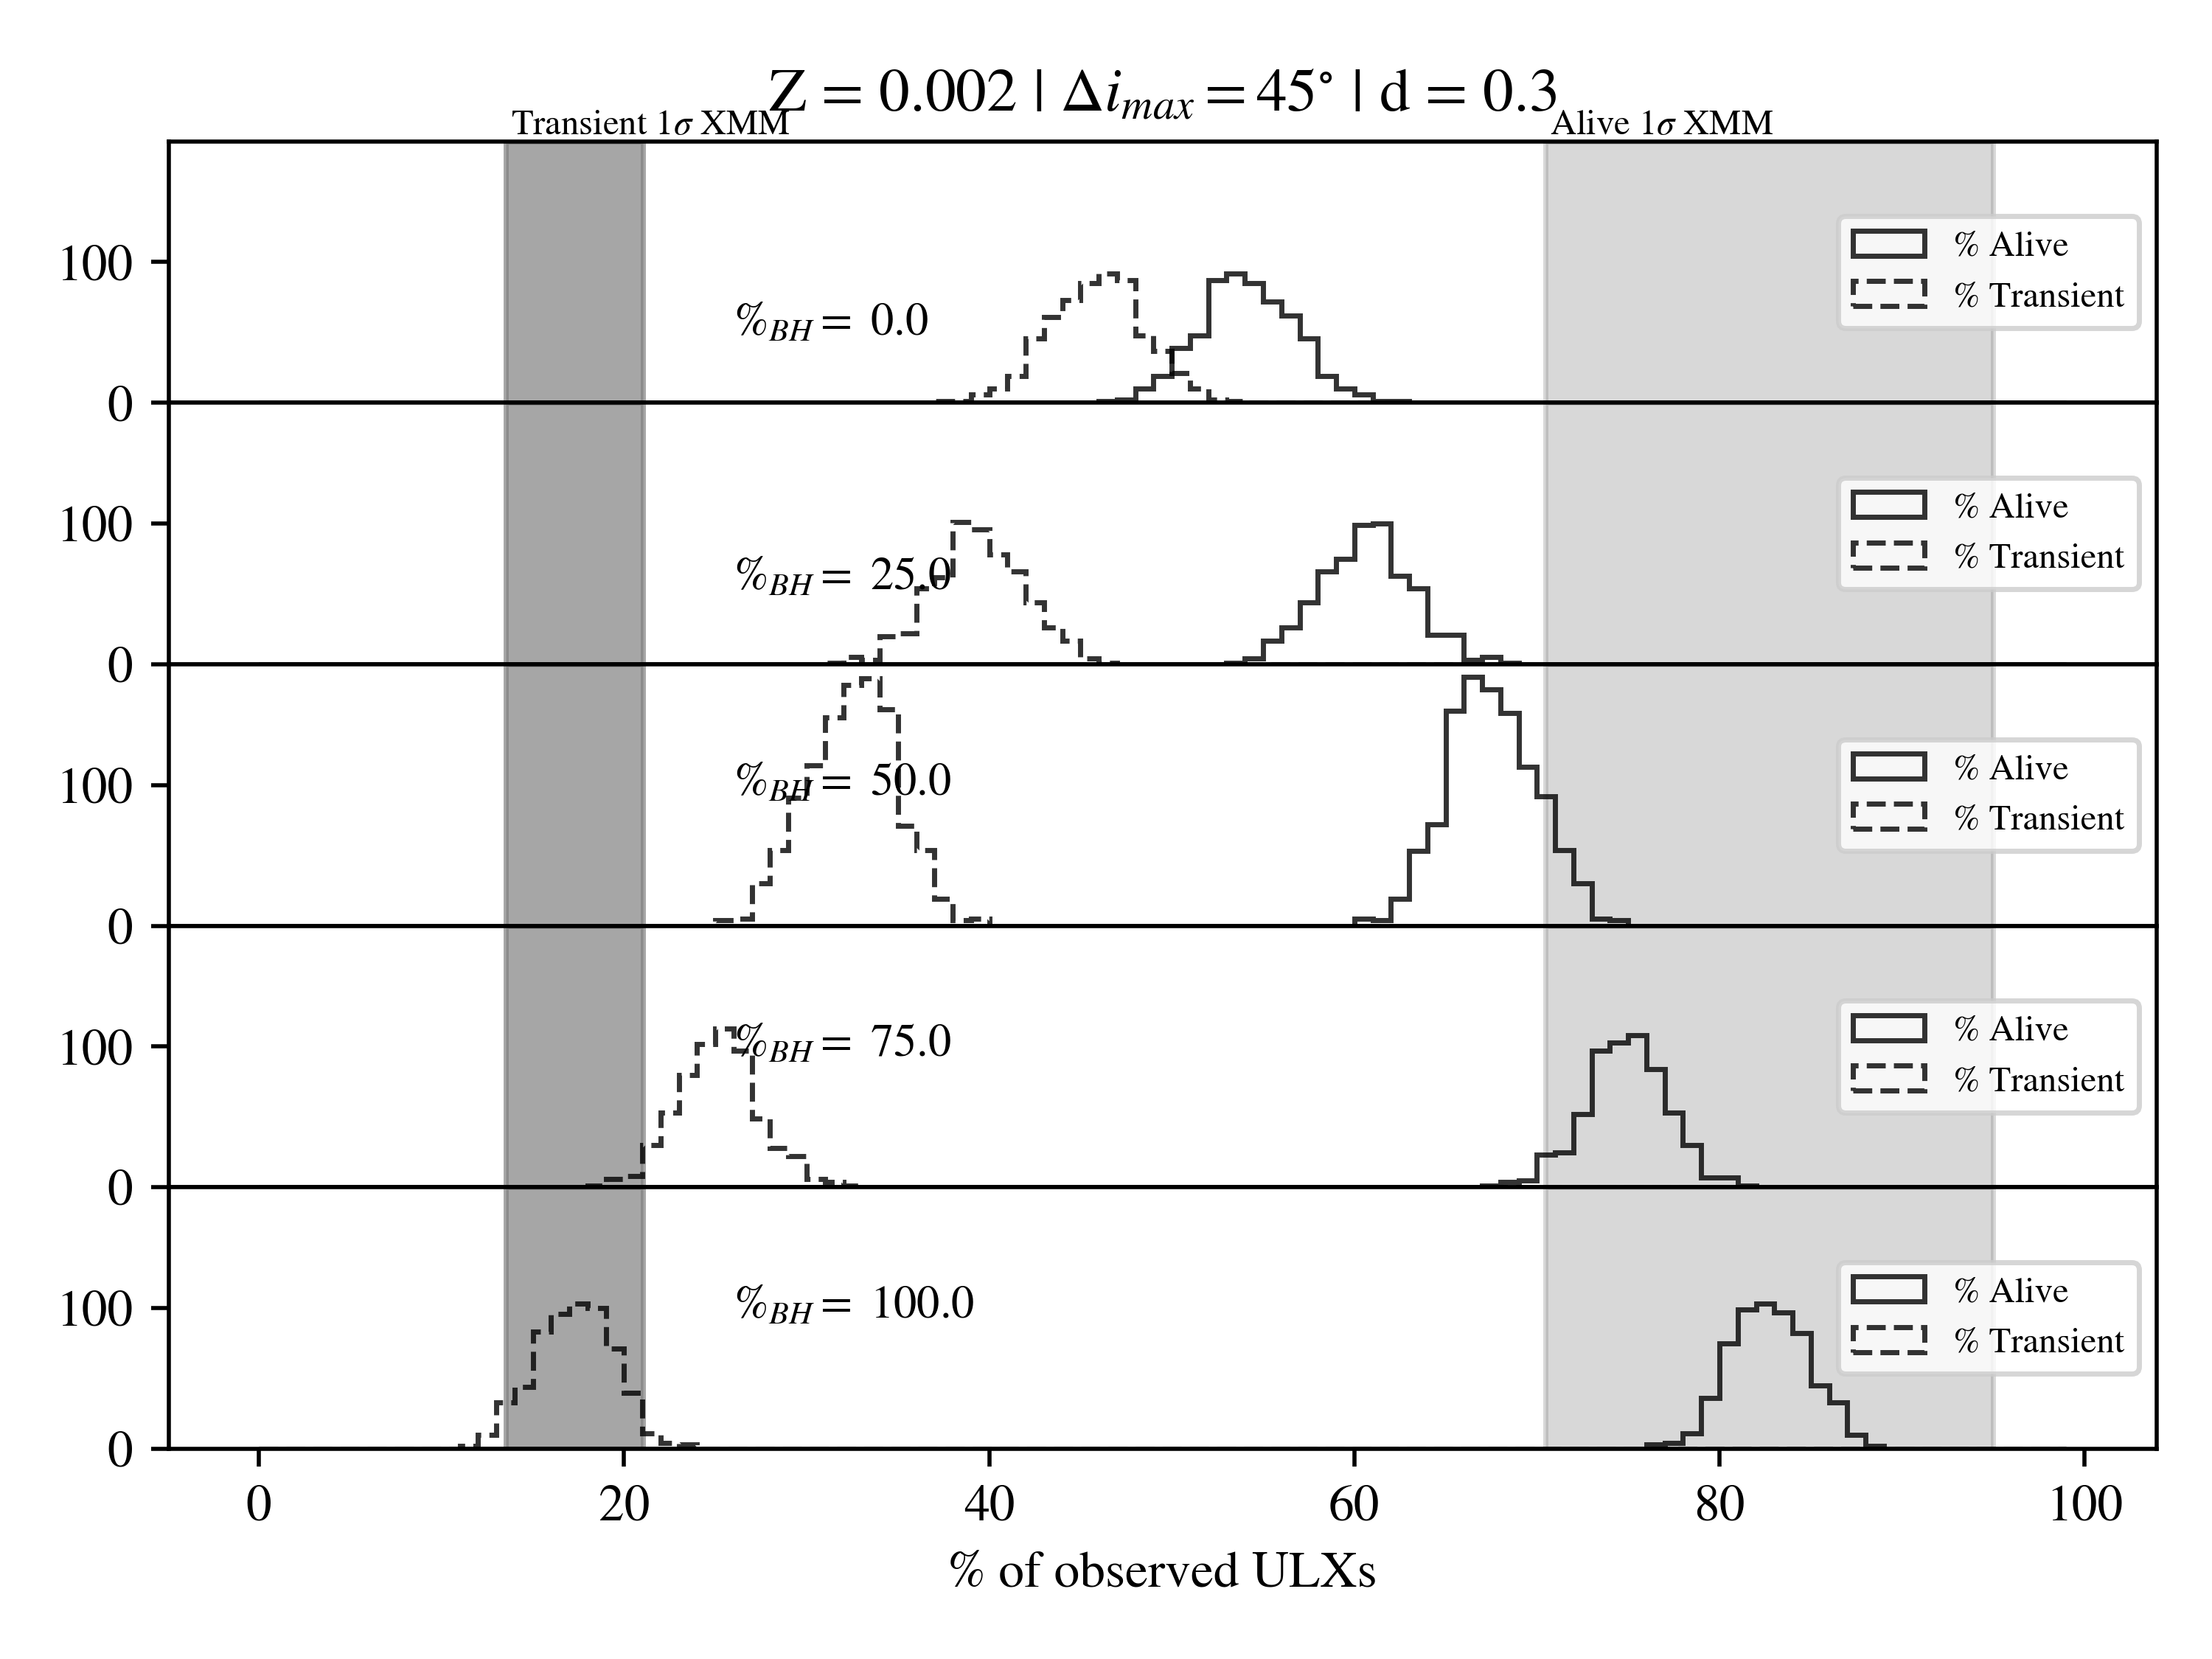 Z = 0.002 | Δi_max = 45° | d = 0.3
Transient 1σ XMM
Alive 1σ XMM
100
0
%_BH = 0.0
% Alive
% Transient
100
0
%_BH = 25.0
% Alive
% Transient
100
0
%_BH = 50.0
% Alive
% Transient
100
0
%_BH = 75.0
% Alive
% Transient
100
0
%_BH = 100.0
% Alive
% Transient
0 20 40 60 80 100
% of observed ULXs